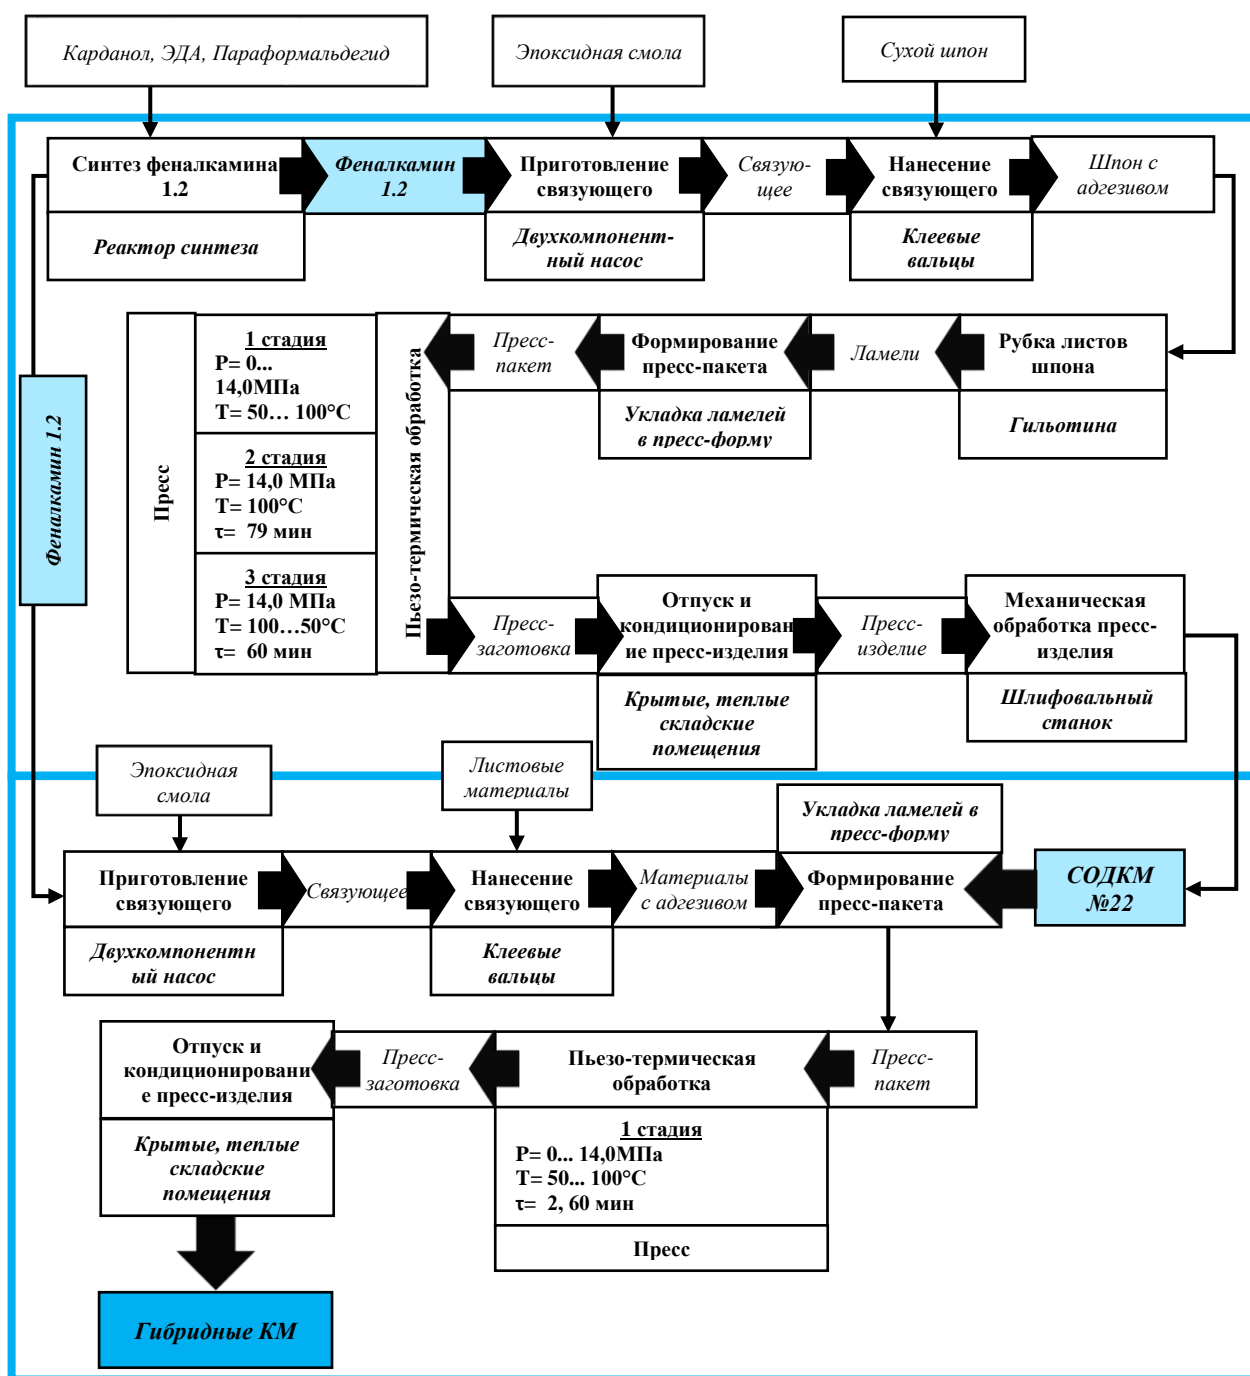 Карданол, ЭДА, Параформальдегид
Эпоксидная смола
Сухой шпон
Синтез феналкамина
1.2
Реактор синтеза
Феналкамин
1.2
Приготовление
связующего
Двухкомпонент-
ный насос
Связую-
щее
Нанесение
связующего
Клеевые
вальцы
Шпон с
адгезивом
Рубка листов
шпона
Гильотина
Ламели
Формирование
пресс-пакета
Укладка ламелей
в пресс-форму
Пресс-
пакет
Пьезо-термическая обработка
1 стадия
P= 0...
14,0МПа
T= 50… 100°С
2 стадия
P= 14,0 МПа
T= 100°С
τ= 79 мин
3 стадия
P= 14,0 МПа
T= 100…50°С
τ= 60 мин
Пресс
Феналкамин 1.2
Пресс-
заготовка
Отпуск и
кондиционирован
ие пресс-изделия
Крытые, теплые
складские
помещения
Пресс-
изделие
Механическая
обработка пресс-
изделия
Шлифовальный
станок
Эпоксидная
смола
Листовые
материалы
Укладка ламелей в
пресс-форму
Приготовление
связующего
Двухкомпонентн
ый насос
Связующее
Нанесение
связующего
Клеевые
вальцы
Материалы
с адгезивом
Формирование
пресс-пакета
СОДКМ
№22
Отпуск и
кондиционировани
е пресс-изделия
Крытые, теплые
складские
помещения
Пресс-
заготовка
Пьезо-термическая
обработка
1 стадия
P= 0... 14,0МПа
T= 50... 100°С
τ= 2, 60 мин
Пресс
Пресс-
пакет
Гибридные КМ